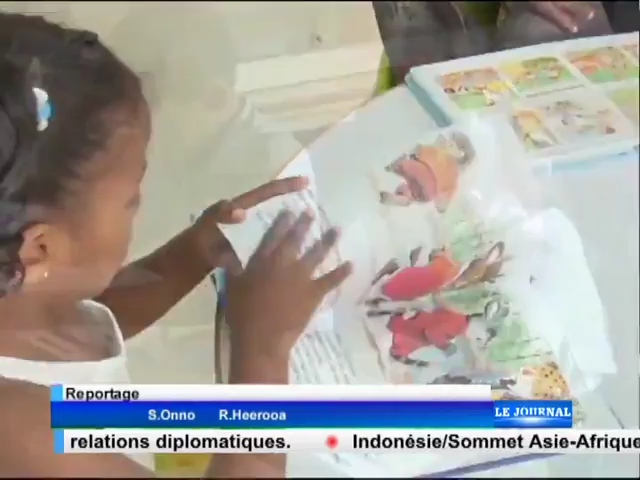 Reportage
S.Onno R.Heerooa
LE JOURNAL
relations diplomatiques. Indonésie/Sommet Asie-Afrique